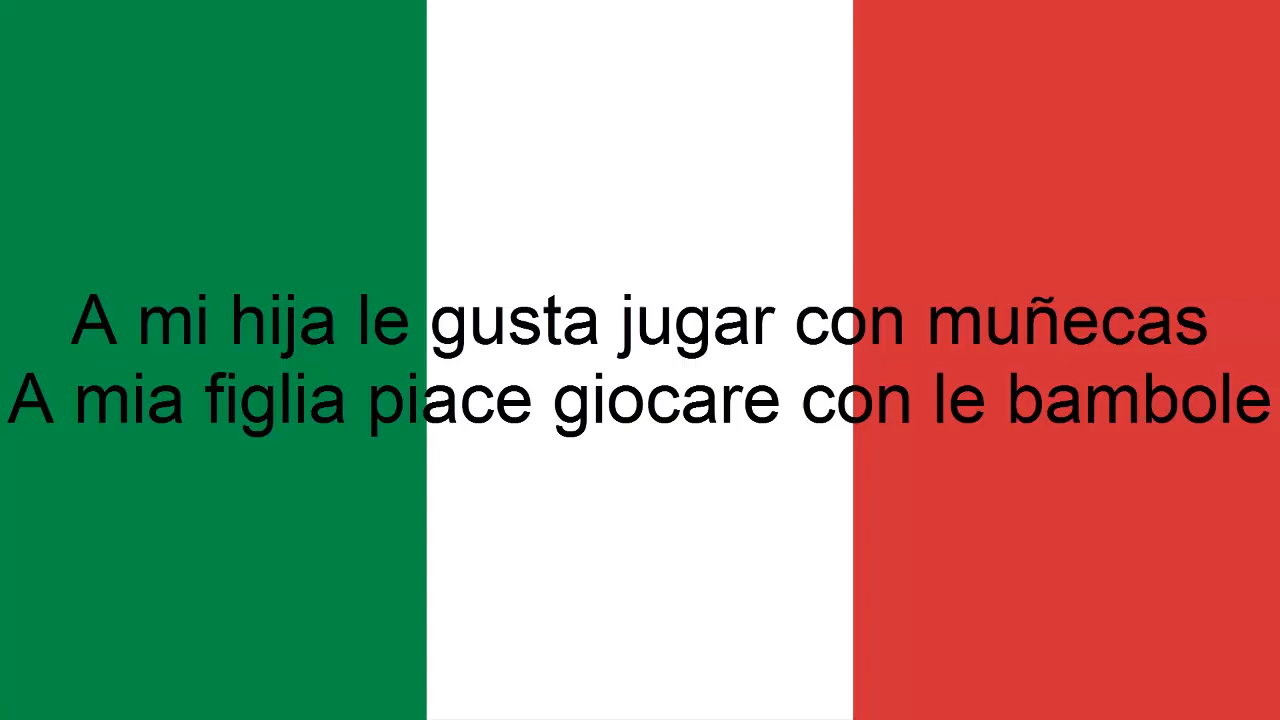 A mi hija le gusta jugar con muñecas
A mia figlia piace giocare con le bambole